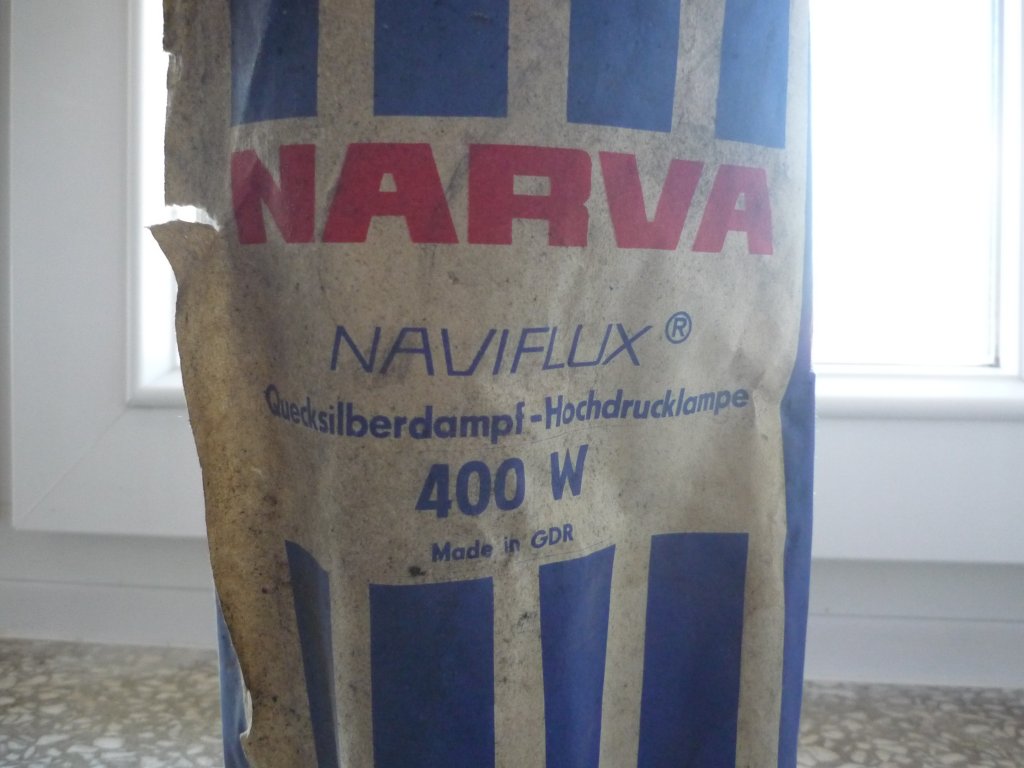 NARVA
NAVIFLUX ®
Quecksilberdampf-Hochdrucklampe
400 W
Made in GDR